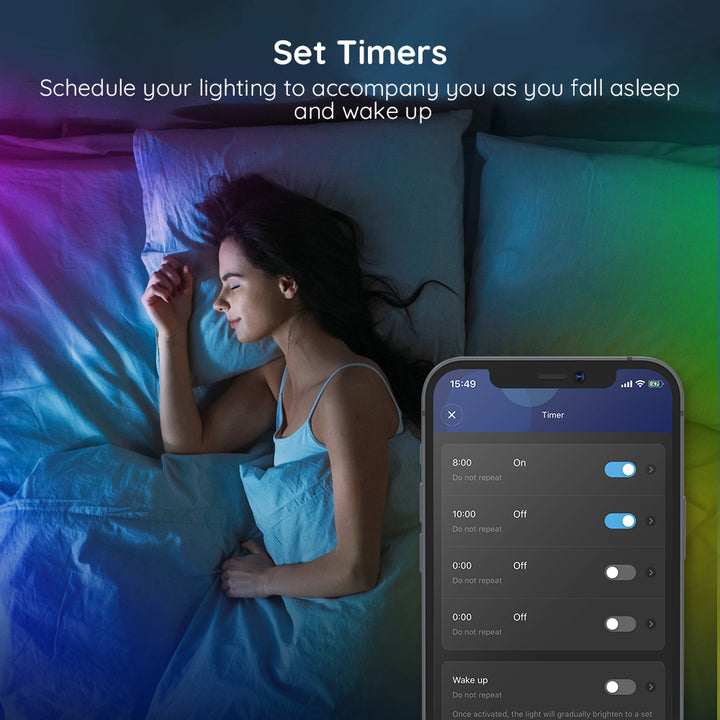 Set Timers
Schedule your lighting to accompany you as you fall asleep
and wake up
15:49
Timer
8:00 On
Do not repeat
10:00 Off
Do not repeat
0:00 Off
Do not repeat
0:00 Off
Do not repeat
Wake up
Do not repeat
Once activated, the light will gradually brighten to a set